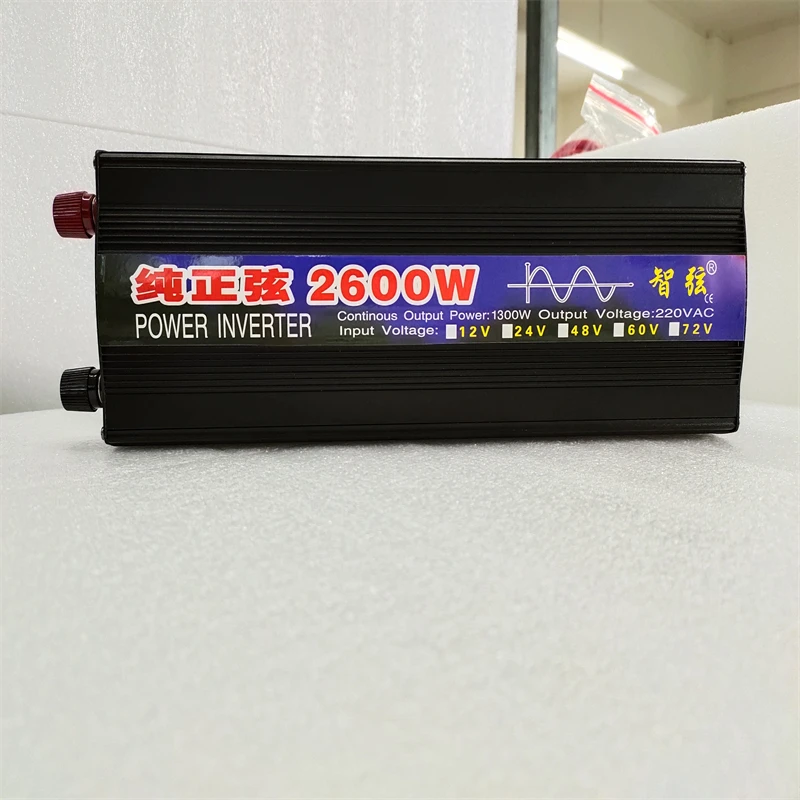 纯正弦 2600W
POWER INVERTER
Continous Output Power:1300W Output Voltage:220VAC
Input Voltage: 12V 24V 48V 60V 72V
智弦®
CE